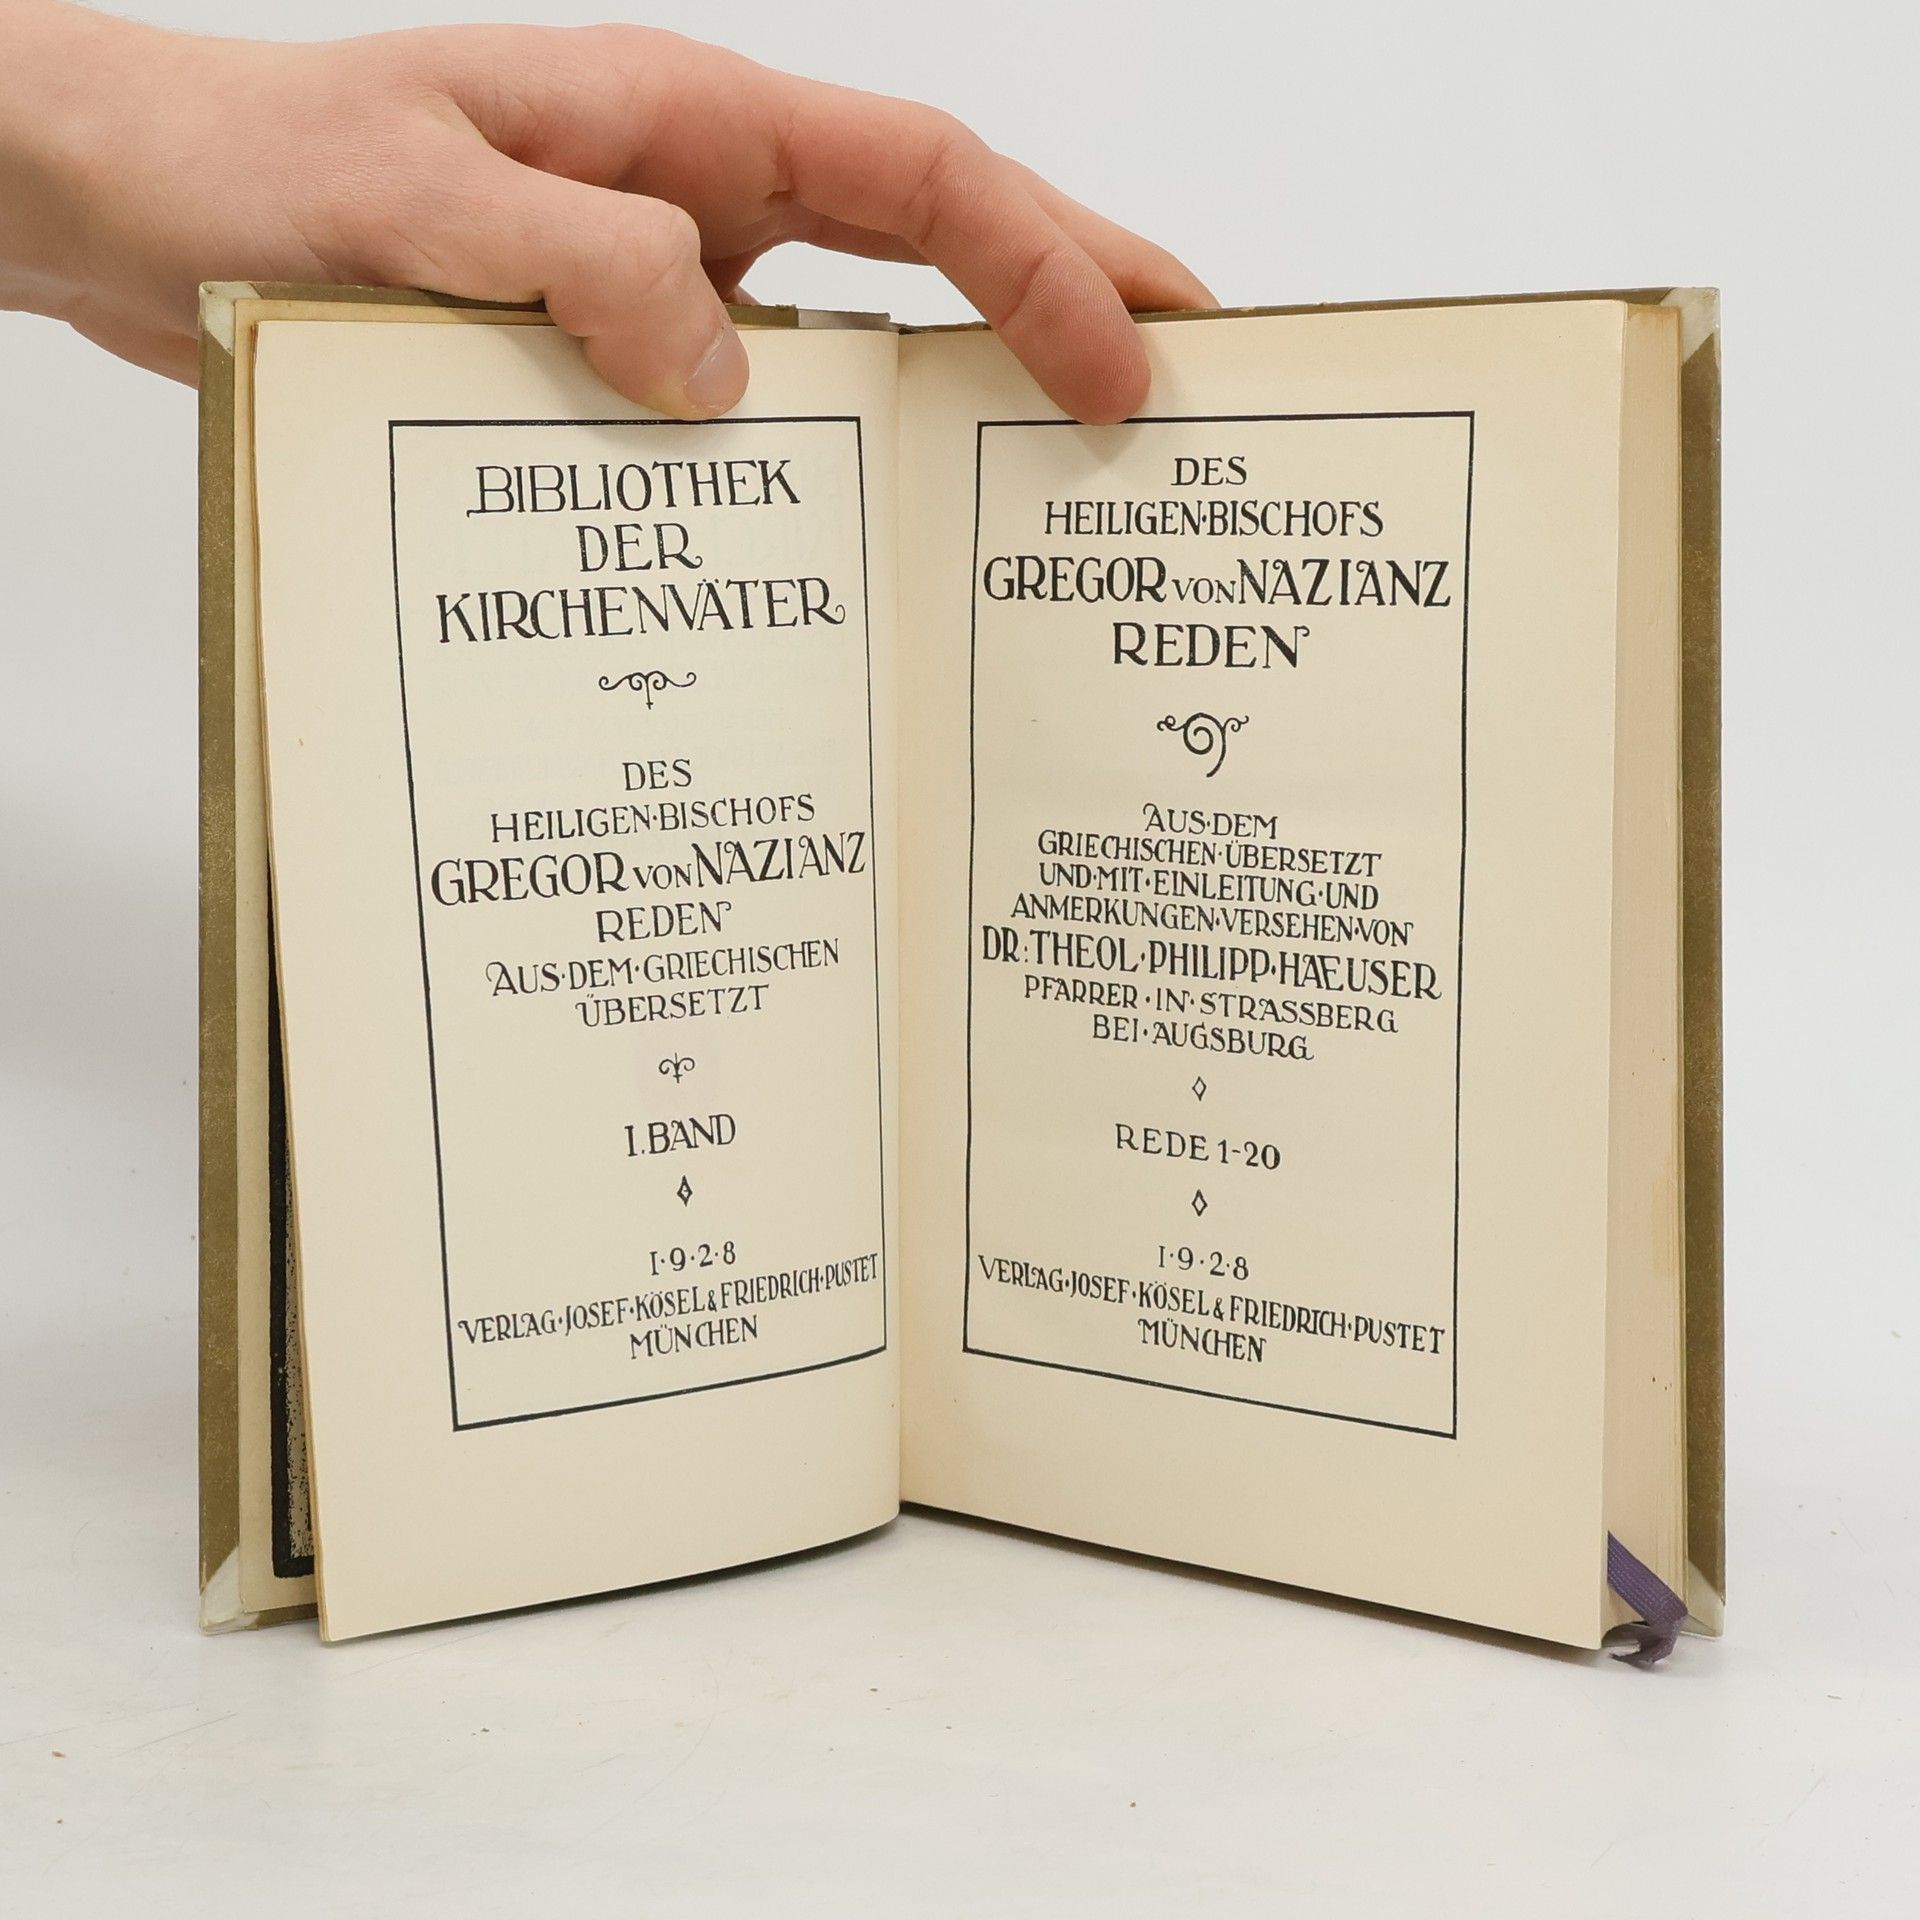 BIBLIOTHEK
DER
KIRCHENVÄTER
DES
HEILIGEN·BISCHOFS
GREGOR VON NAZIANZ
REDEN
AUS·DEM·GRIECHISCHEN
ÜBERSETZT
I. BAND
1·9·2·8
VERLAG·JOSEF·KÖSEL & FRIEDRICH·PUSTET
MÜNCHEN
DES
HEILIGEN·BISCHOFS
GREGOR VON NAZIANZ
REDEN
AUS·DEM
GRIECHISCHEN·ÜBERSETZT
UND·MIT·EINLEITUNG·UND
ANMERKUNGEN·VERSEHEN·VON
DR·THEOL·PHILIPP·HAEUSER
PFARRER·IN·STRASSBERG
BEI·AUGSBURG
REDE 1-20
1·9·2·8
VERLAG·JOSEF·KÖSEL & FRIEDRICH·PUSTET
MÜNCHEN